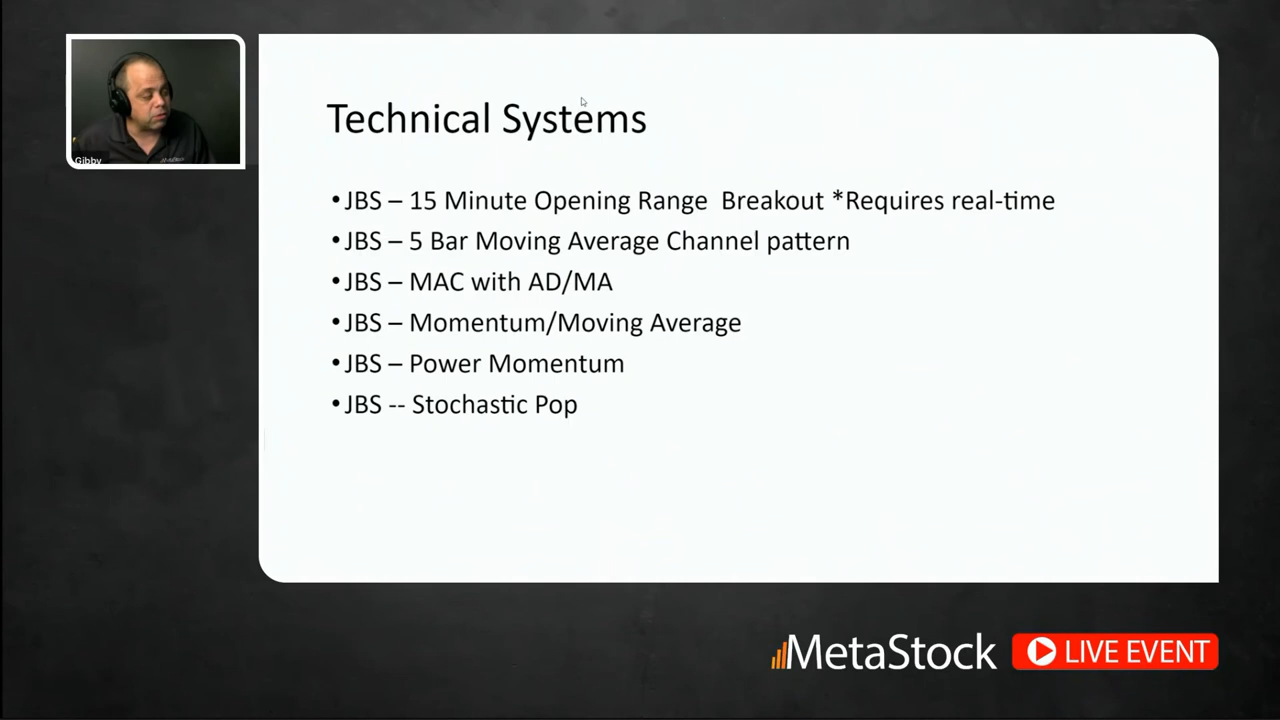 Gibby
Technical Systems
•JBS – 15 Minute Opening Range  Breakout *Requires real-time
•JBS – 5 Bar Moving Average Channel pattern
•JBS – MAC with AD/MA
•JBS – Momentum/Moving Average
•JBS – Power Momentum
•JBS -- Stochastic Pop
MetaStock LIVE EVENT